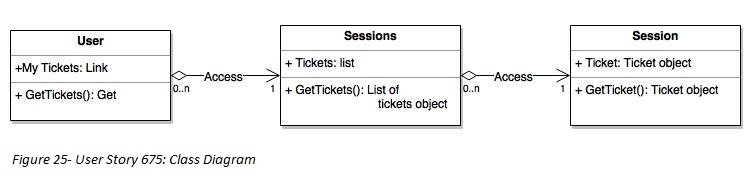 User
+My Tickets: Link
+ GetTickets(): Get
Access
0..n
1
Sessions
+ Tickets: list
+ GetTickets(): List of
tickets object
Access
0..n
1
Session
+ Ticket: Ticket object
+ GetTicket(): Ticket object
Figure 25- User Story 675: Class Diagram